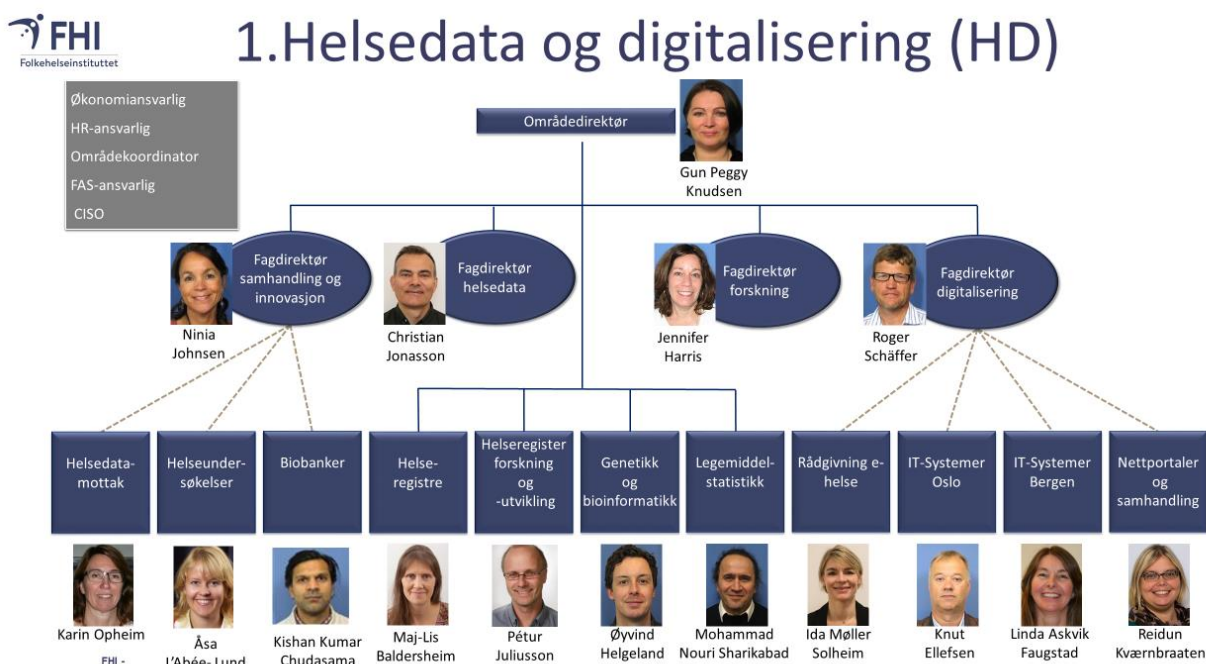 FHI
Folkehelseinstituttet
1.Helsedata og digitalisering (HD)
Økonomiansvarlig
HR-ansvarlig
Områdekoordinator
FAS-ansvarlig
CISO
Områdedirektør
Gun Peggy
Knudsen
Fagdirektør
samhandling og
innovasjon
Ninia
Johnsen
Fagdirektør
helsedata
Christian
Jonasson
Fagdirektør
forskning
Jennifer
Harris
Fagdirektør
digitalisering
Roger
Schäffer
Helsedata-
mottak
Helseunder-
søkelser
Biobanker
Helse-
registre
Helseregister
forskning
og
-utvikling
Genetikk
og
bioinformatikk
Legemiddel-
statistikk
Rådgivning e-
helse
IT-Systemer
Oslo
IT-Systemer
Bergen
Nettportaler
og
samhandling
Karin Opheim
Åsa
L'Abée- Lund
Kishan Kumar
Chudasama
Maj-Lis
Baldersheim
Pétur
Juliusson
Øyvind
Helgeland
Mohammad
Nouri Sharikabad
Ida Møller
Solheim
Knut
Ellefsen
Linda Askvik
Faugstad
Reidun
Kværnbraaten
FHI -